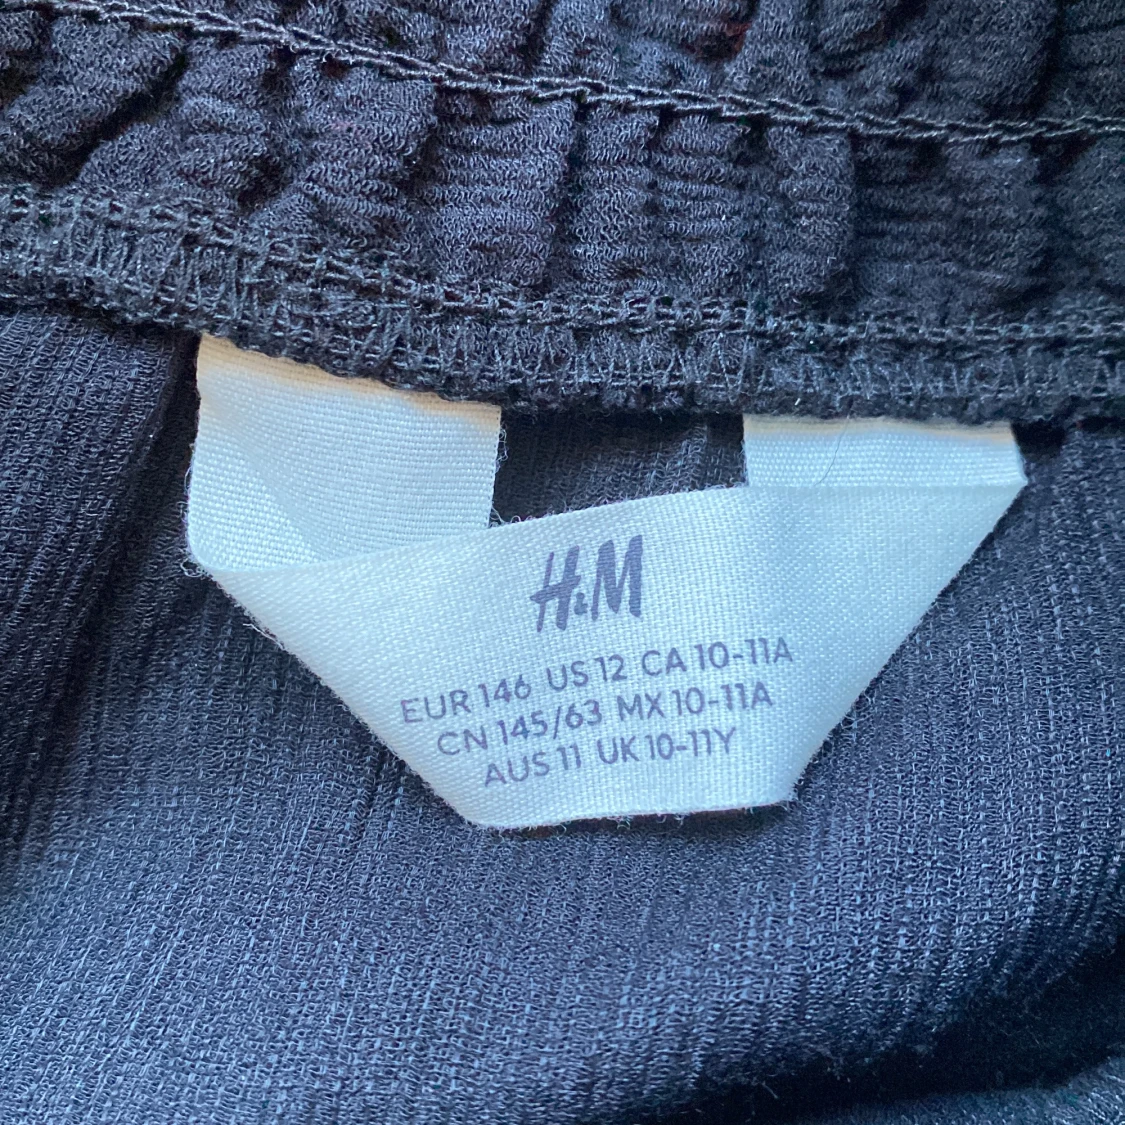 H&M
EUR 146 US 12 CA 10-11A
CN 145/63 MX 10-11A
AUS 11 UK 10-11Y